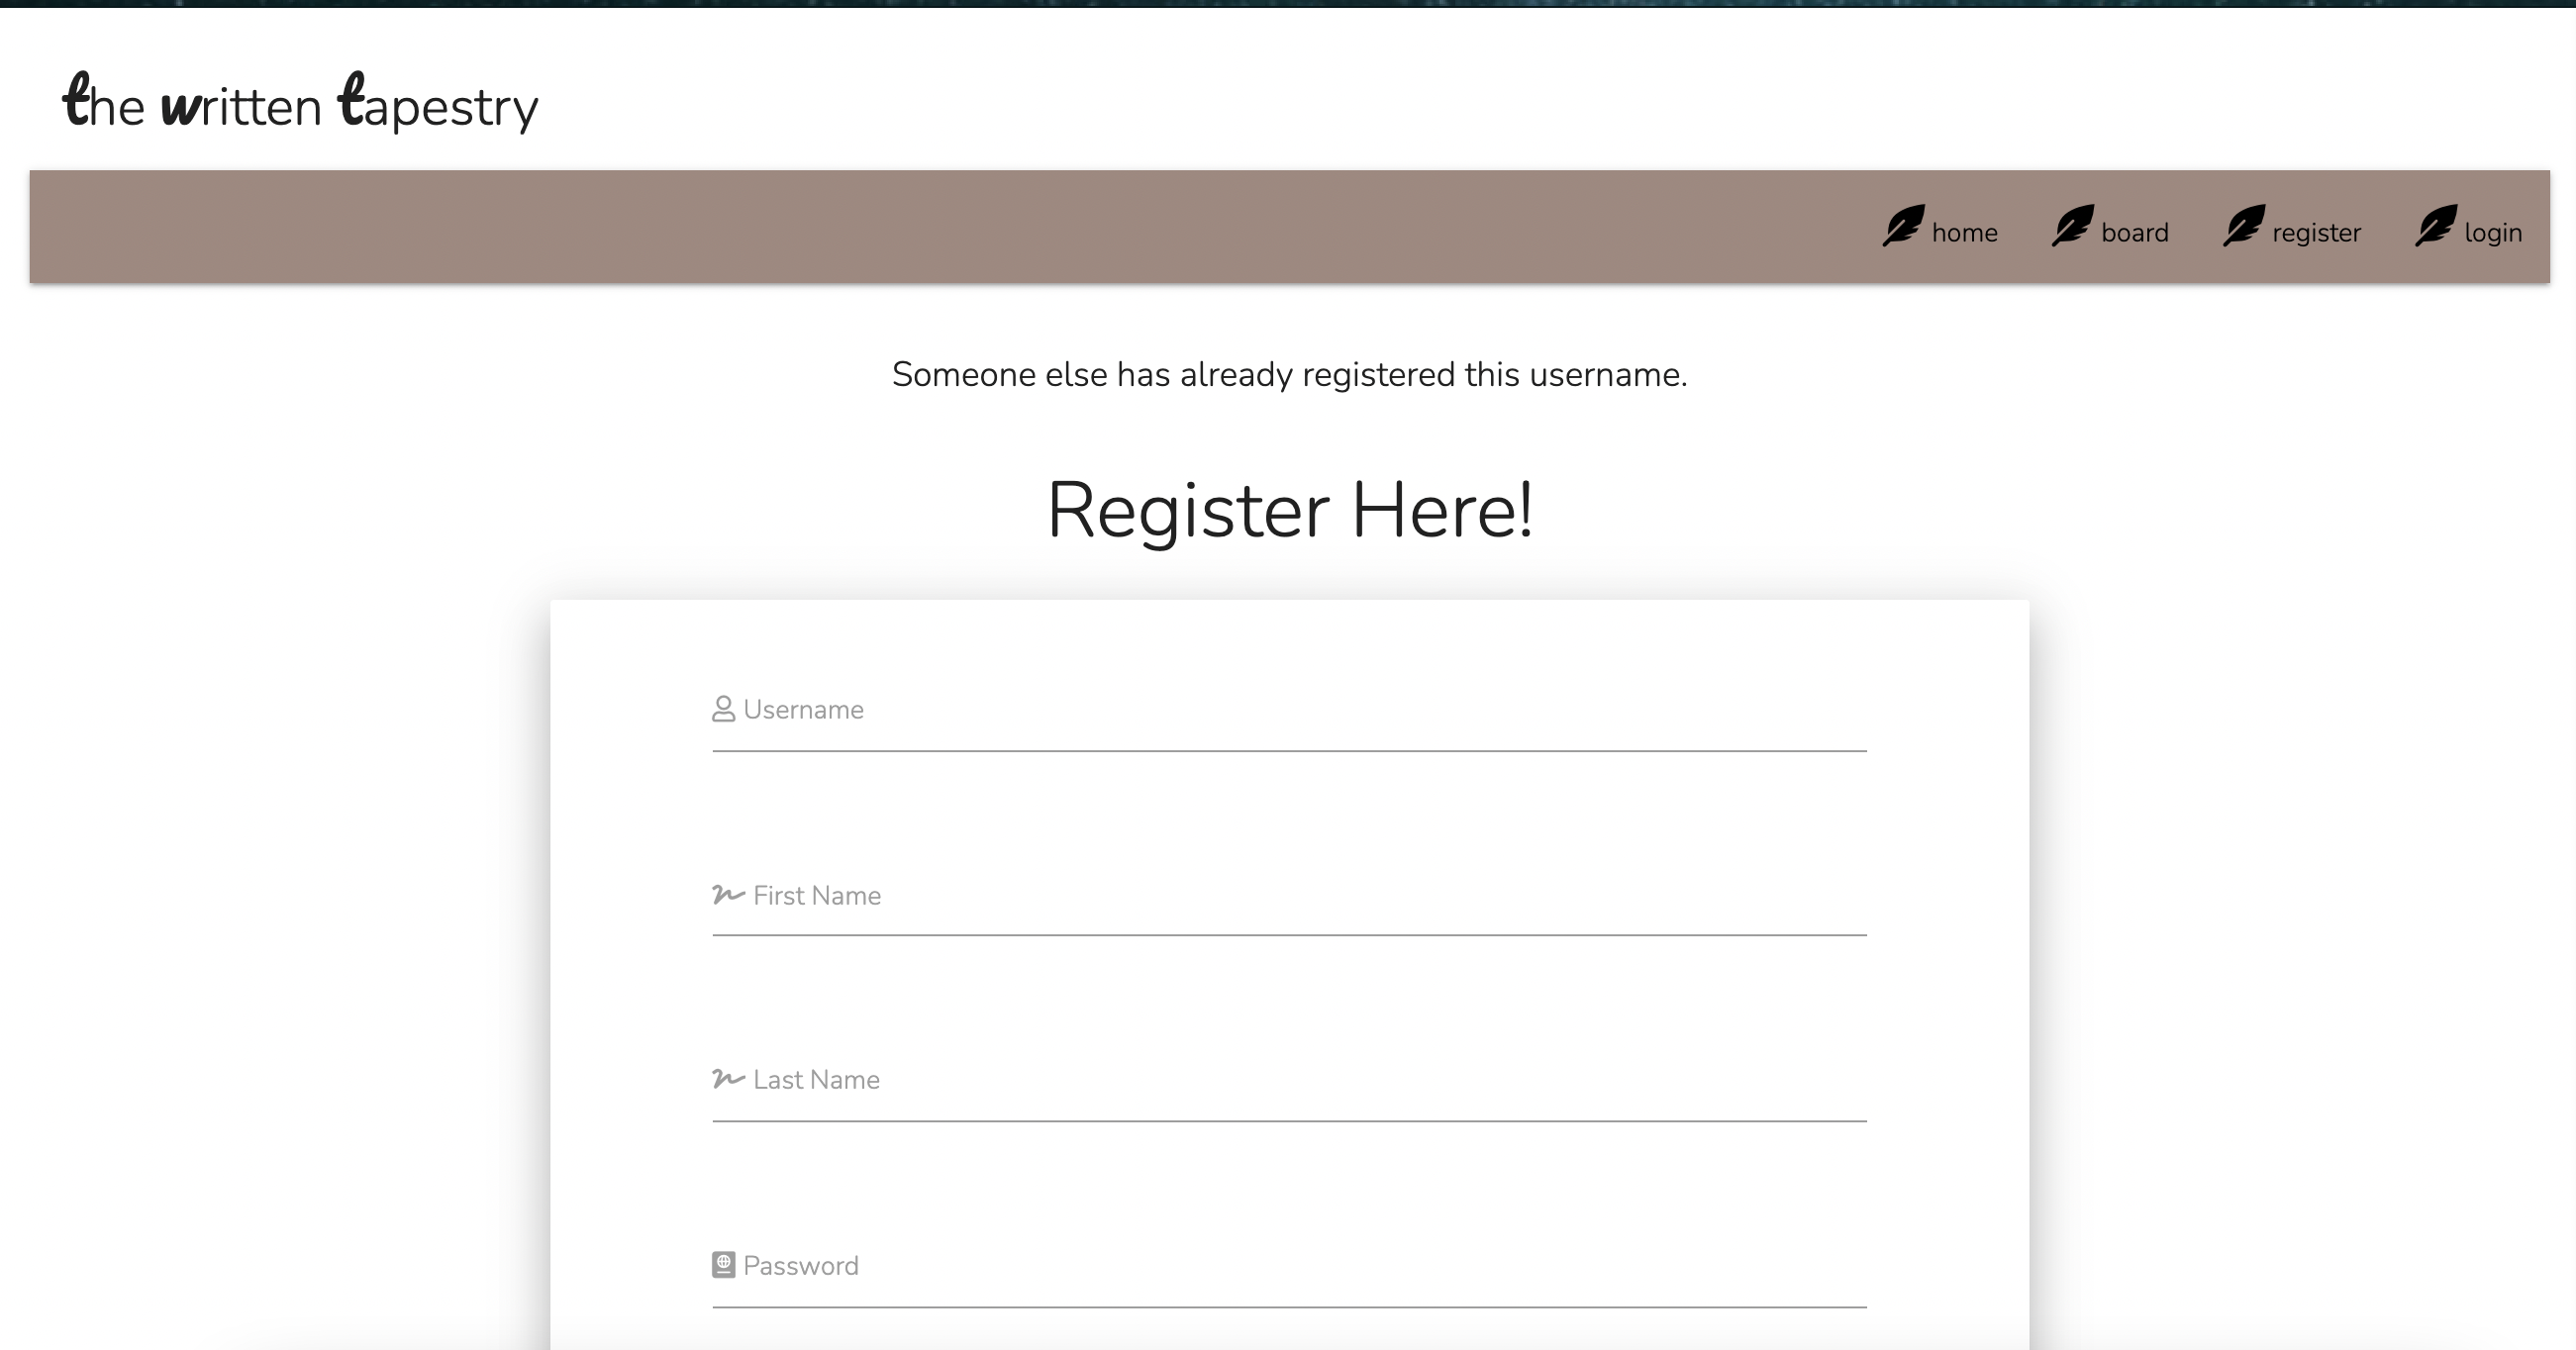 the written tapestry
home board register login
Someone else has already registered this username.
Register Here!
Username
First Name
Last Name
Password